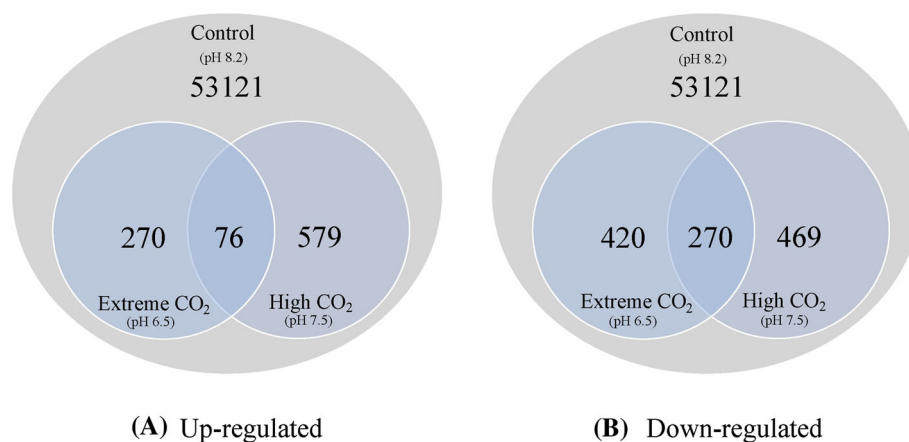 Control
(pH 8.2)
53121
270
76
579
Extreme CO₂
(pH 6.5)
High CO₂
(pH 7.5)
(A) Up-regulated
Control
(pH 8.2)
53121
420
270
469
Extreme CO₂
(pH 6.5)
High CO₂
(pH 7.5)
(B) Down-regulated